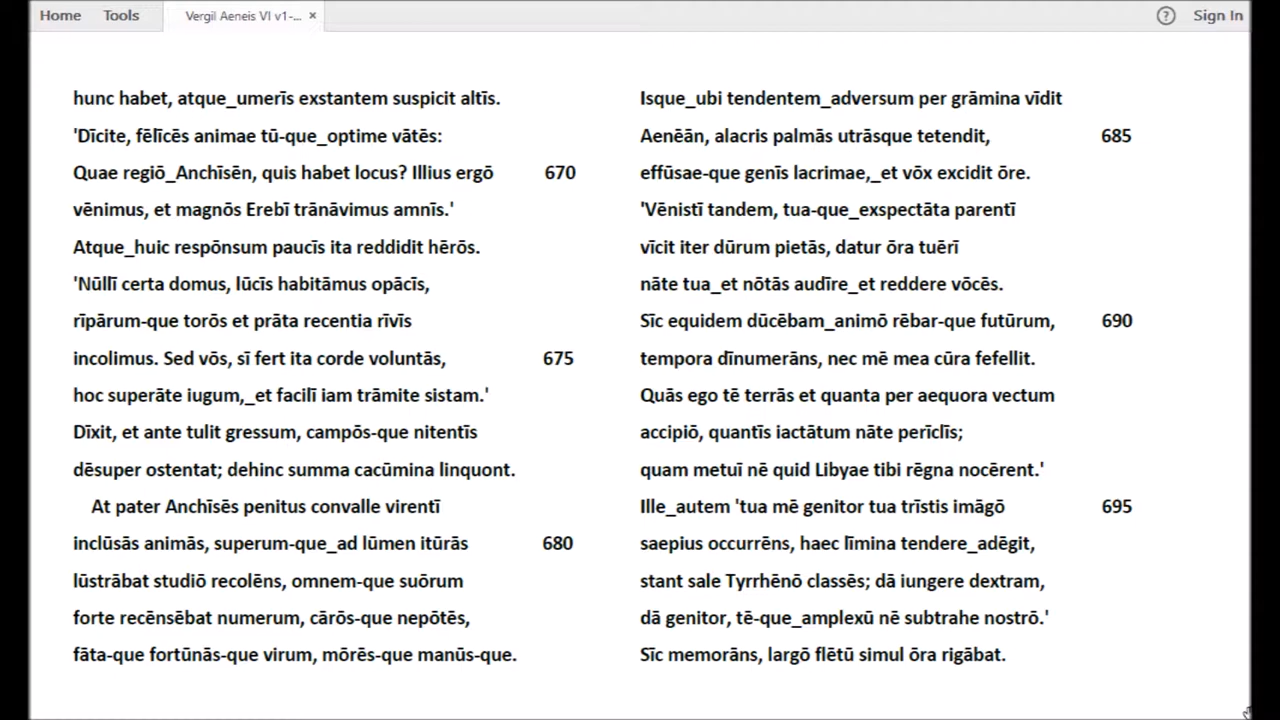 Home Tools Vergil Aeneis VI v1-... × ? Sign In
hunc habet, atque_umerīs exstantem suspicit altīs.
'Dīcite, fēlīcēs animae tū-que_optime vātēs:
Quae regiō_Anchīsēn, quis habet locus? Illius ergō 670
vēnimus, et magnōs Erebī trānāvimus amnīs.'
Atque_huic respōnsum paucīs ita reddidit hērōs.
'Nūllī certa domus, lūcīs habitāmus opācīs,
rīpārum-que torōs et prāta recentia rīvīs
incolimus. Sed vōs, sī fert ita corde voluntās, 675
hoc superāte iugum,_et facilī iam trāmite sistam.'
Dīxit, et ante tulit gressum, campōs-que nitentīs
dēsuper ostentat; dehinc summa cacūmina linquont.
At pater Anchīsēs penitus convalle virentī
inclūsās animās, superum-que_ad lūmen itūrās 680
lūstrābat studiō recolēns, omnem-que suōrum
forte recēnsēbat numerum, cārōs-que nepōtēs,
fāta-que fortūnās-que virum, mōrēs-que manūs-que.
Isque_ubi tendentem_adversum per grāmina vīdit
Aenēān, alacris palmās utrāsque tetendit, 685
effūsae-que genīs lacrimae,_et vōx excidit ōre.
'Vēnistī tandem, tua-que_exspectāta parentī
vīcit iter dūrum pietās, datur ōra tuērī
nāte tua_et nōtās audīre_et reddere vōcēs.
Sīc equidem dūcēbam_animō rēbar-que futūrum, 690
tempora dīnumerāns, nec mē mea cūra fefellit.
Quās ego tē terrās et quanta per aequora vectum
accipiō, quantīs iactātum nāte perīclīs;
quam metuī nē quid Libyae tibi rēgna nocērent.'
Ille_autem 'tua mē genitor tua trīstis imāgō 695
saepius occurrēns, haec līmina tendere_adēgit,
stant sale Tyrrhēnō classēs; dā iungere dextram,
dā genitor, tē-que_amplexū nē subtrahe nostrō.'
Sīc memorāns, largō flētū simul ōra rigābat.